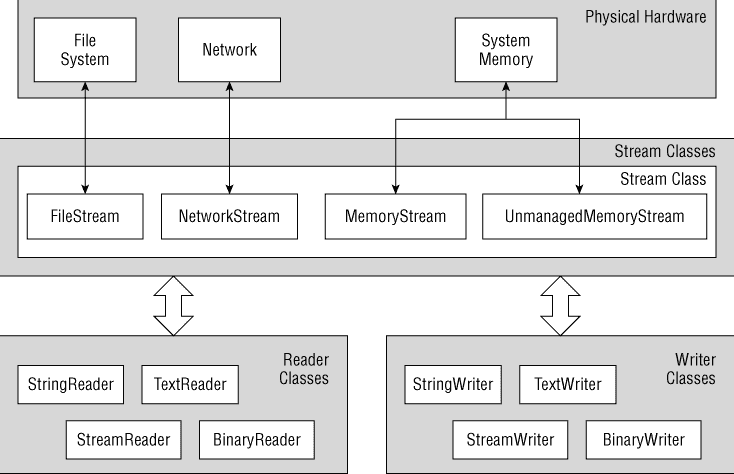 Physical Hardware
File
System
Network
System
Memory
Stream Classes
Stream Class
FileStream
NetworkStream
MemoryStream
UnmanagedMemoryStream
Reader
Classes
StringReader
TextReader
StreamReader
BinaryReader
Writer
Classes
StringWriter
TextWriter
StreamWriter
BinaryWriter